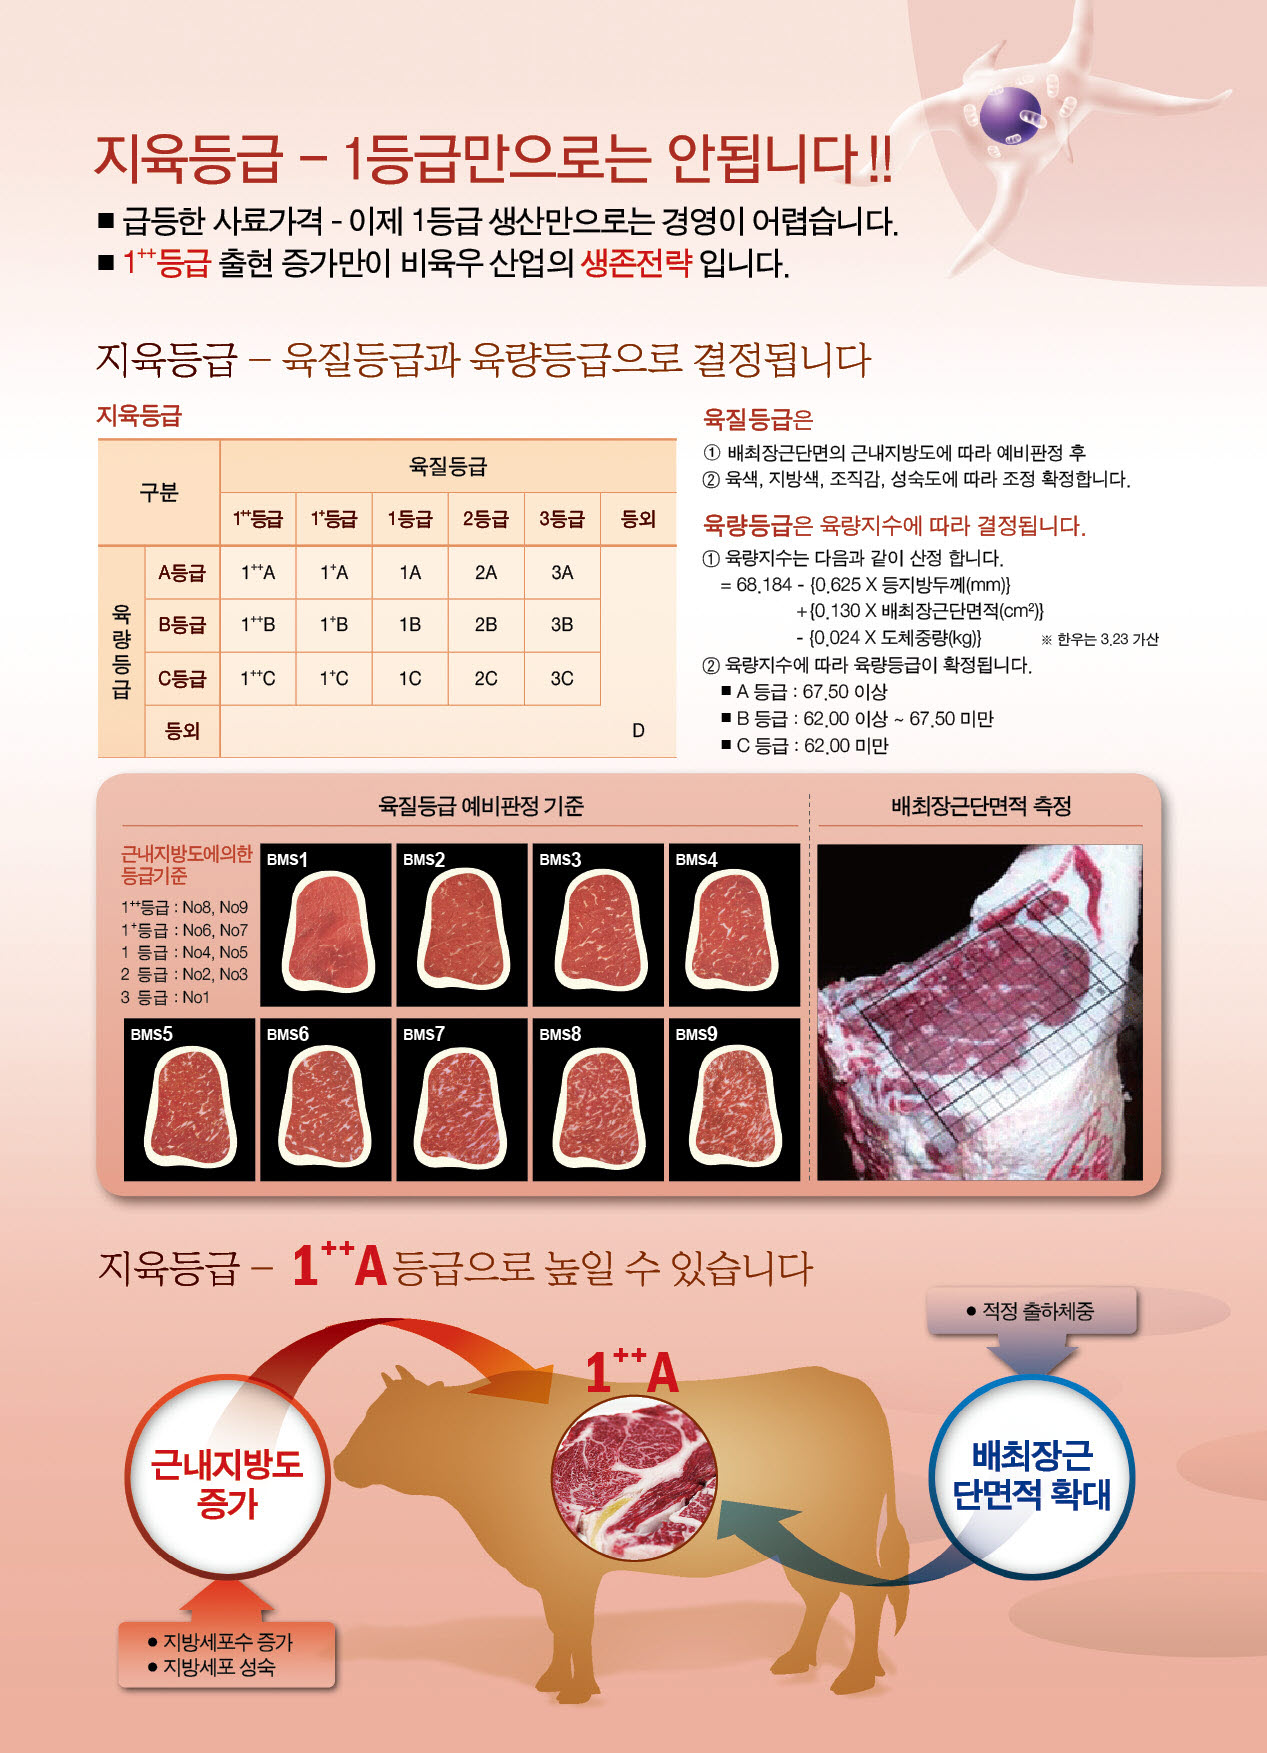 지육등급 - 1등급만으로는 안됩니다!!
■ 급등한 사료가격 - 이제 1등급 생산만으로는 경영이 어렵습니다.
■ 1++등급 출현 증가만이 비육우 산업의 생존전략 입니다.
지육등급 - 육질등급과 육량등급으로 결정됩니다
지육등급
구분
육질등급
1++등급 1+등급 1등급 2등급 3등급 등외
육량등급
A등급 1++A 1+A 1A 2A 3A
B등급 1++B 1+B 1B 2B 3B
C등급 1++C 1+C 1C 2C 3C
등외 D
육질등급은
① 배최장근단면의 근내지방도에 따라 예비판정 후
② 육색, 지방색, 조직감, 성숙도에 따라 조정 확정합니다.
육량등급은 육량지수에 따라 결정됩니다.
① 육량지수는 다음과 같이 산정 합니다.
= 68.184 - {0.625 X 등지방두께(mm)}
+{0.130 X 배최장근단면적(cm²)}
- {0.024 X 도체중량(kg)} ※ 한우는 3.23 가산
② 육량지수에 따라 육량등급이 확정됩니다.
■ A 등급 : 67.50 이상
■ B 등급 : 62.00 이상 ~ 67.50 미만
■ C 등급 : 62.00 미만
육질등급 예비판정 기준
근내지방도에의한
등급기준
1++등급 : No8, No9
1+등급 : No6, No7
1 등급 : No4, No5
2 등급 : No2, No3
3 등급 : No1
BMS1 BMS2 BMS3 BMS4
BMS5 BMS6 BMS7 BMS8 BMS9
배최장근단면적 측정
지육등급 - 1++A등급으로 높일 수 있습니다
● 적정 출하체중
1++A
근내지방도
증가
배최장근
단면적 확대
● 지방세포수 증가
● 지방세포 성숙